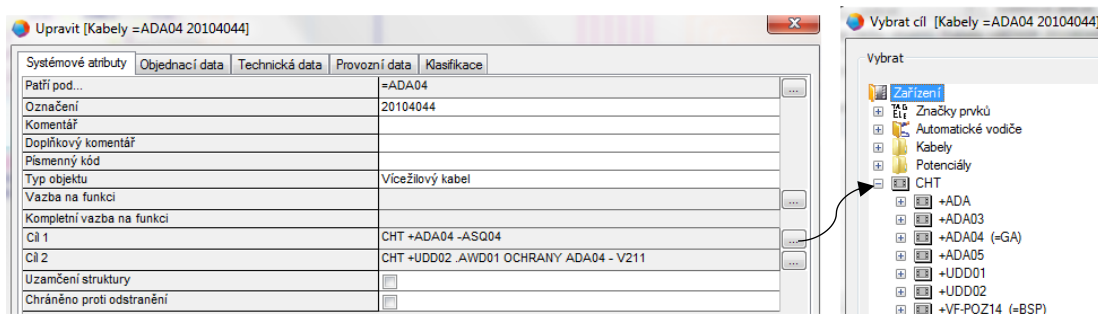 Upravit [Kabely =ADA04 20104044]
Systémové atributy Objednací data Technická data Provozní data Klasifikace
Patří pod... =ADA04 ...
Označení 20104044
Komentář
Doplňkový komentář
Písmenný kód
Typ objektu Vícežilový kabel
Vazba na funkci ...
Kompletní vazba na funkci
Cíl 1 CHT +ADA04 -ASQ04 ...
Cíl 2 CHT +UDD02 .AWD01 OCHRANY ADA04 - V211 ...
Uzamčení struktury
Chráněno proti odstranění
Vybrat cíl [Kabely =ADA04 20104044]
Vybrat
Zařízení
Značky prvků
Automatické vodiče
Kabely
Potenciály
CHT
+ADA
+ADA03
+ADA04 (=GA)
+ADA05
+UDD01
+UDD02
+VF-POZ14 (=BSP)